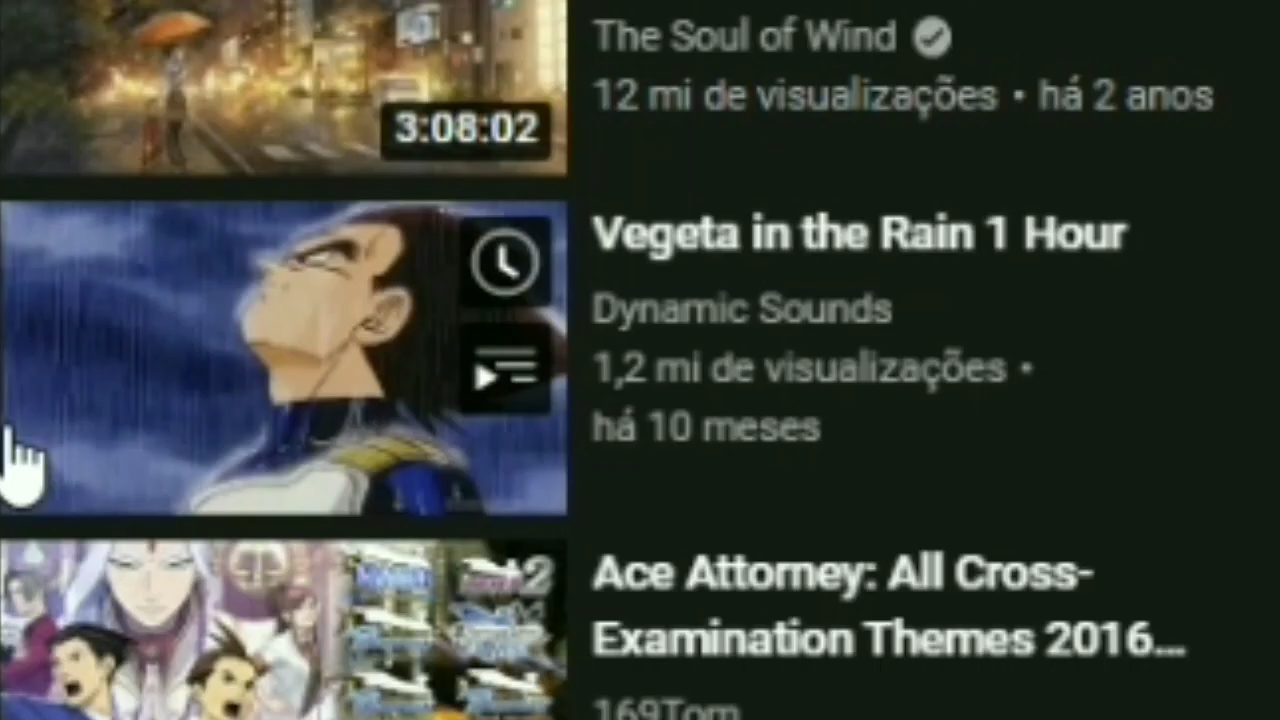 The Soul of Wind
12 mi de visualizações • há 2 anos
3:08:02
Vegeta in the Rain 1 Hour
Dynamic Sounds
1,2 mi de visualizações •
há 10 meses
Ace Attorney: All Cross-
Examination Themes 2016...
169Tom